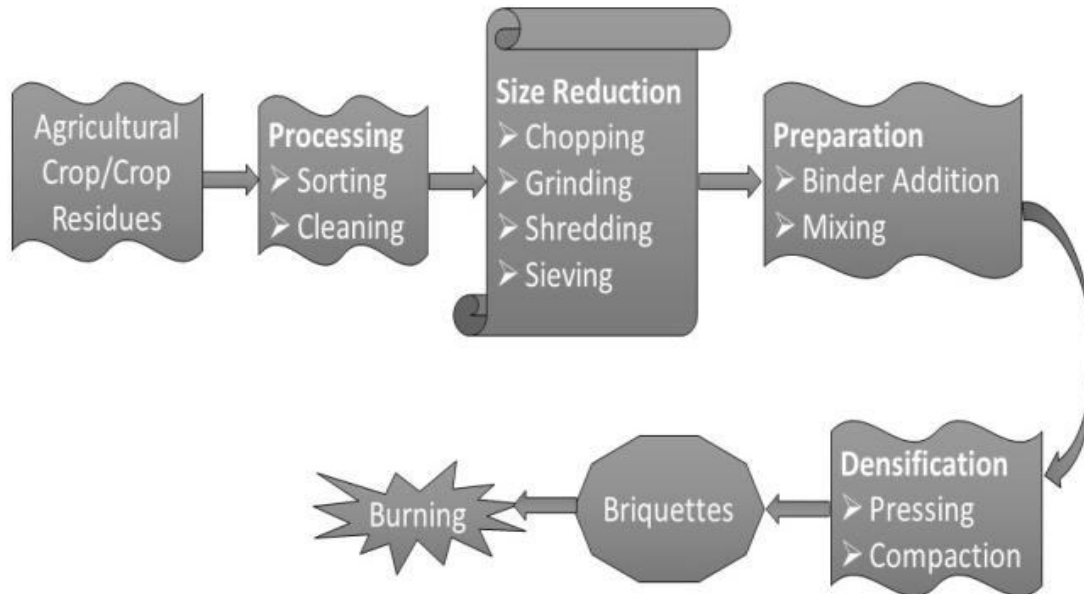 Agricultural
Crop/Crop
Residues
Processing
➢ Sorting
➢ Cleaning
Size Reduction
➢ Chopping
➢ Grinding
➢ Shredding
➢ Sieving
Preparation
➢ Binder Addition
➢ Mixing
Densification
➢ Pressing
➢ Compaction
Briquettes
Burning